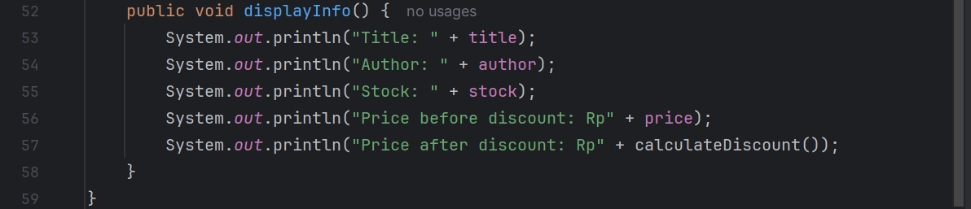 52 public void displayInfo() { no usages
53 System.out.println("Title: " + title);
54 System.out.println("Author: " + author);
55 System.out.println("Stock: " + stock);
56 System.out.println("Price before discount: Rp" + price);
57 System.out.println("Price after discount: Rp" + calculateDiscount());
58 }
59 }